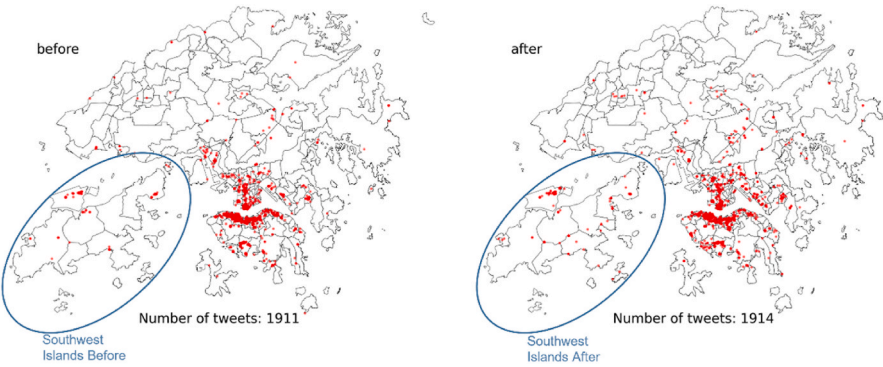 before
after
Number of tweets: 1911
Number of tweets: 1914
Southwest
Islands Before
Southwest
Islands After